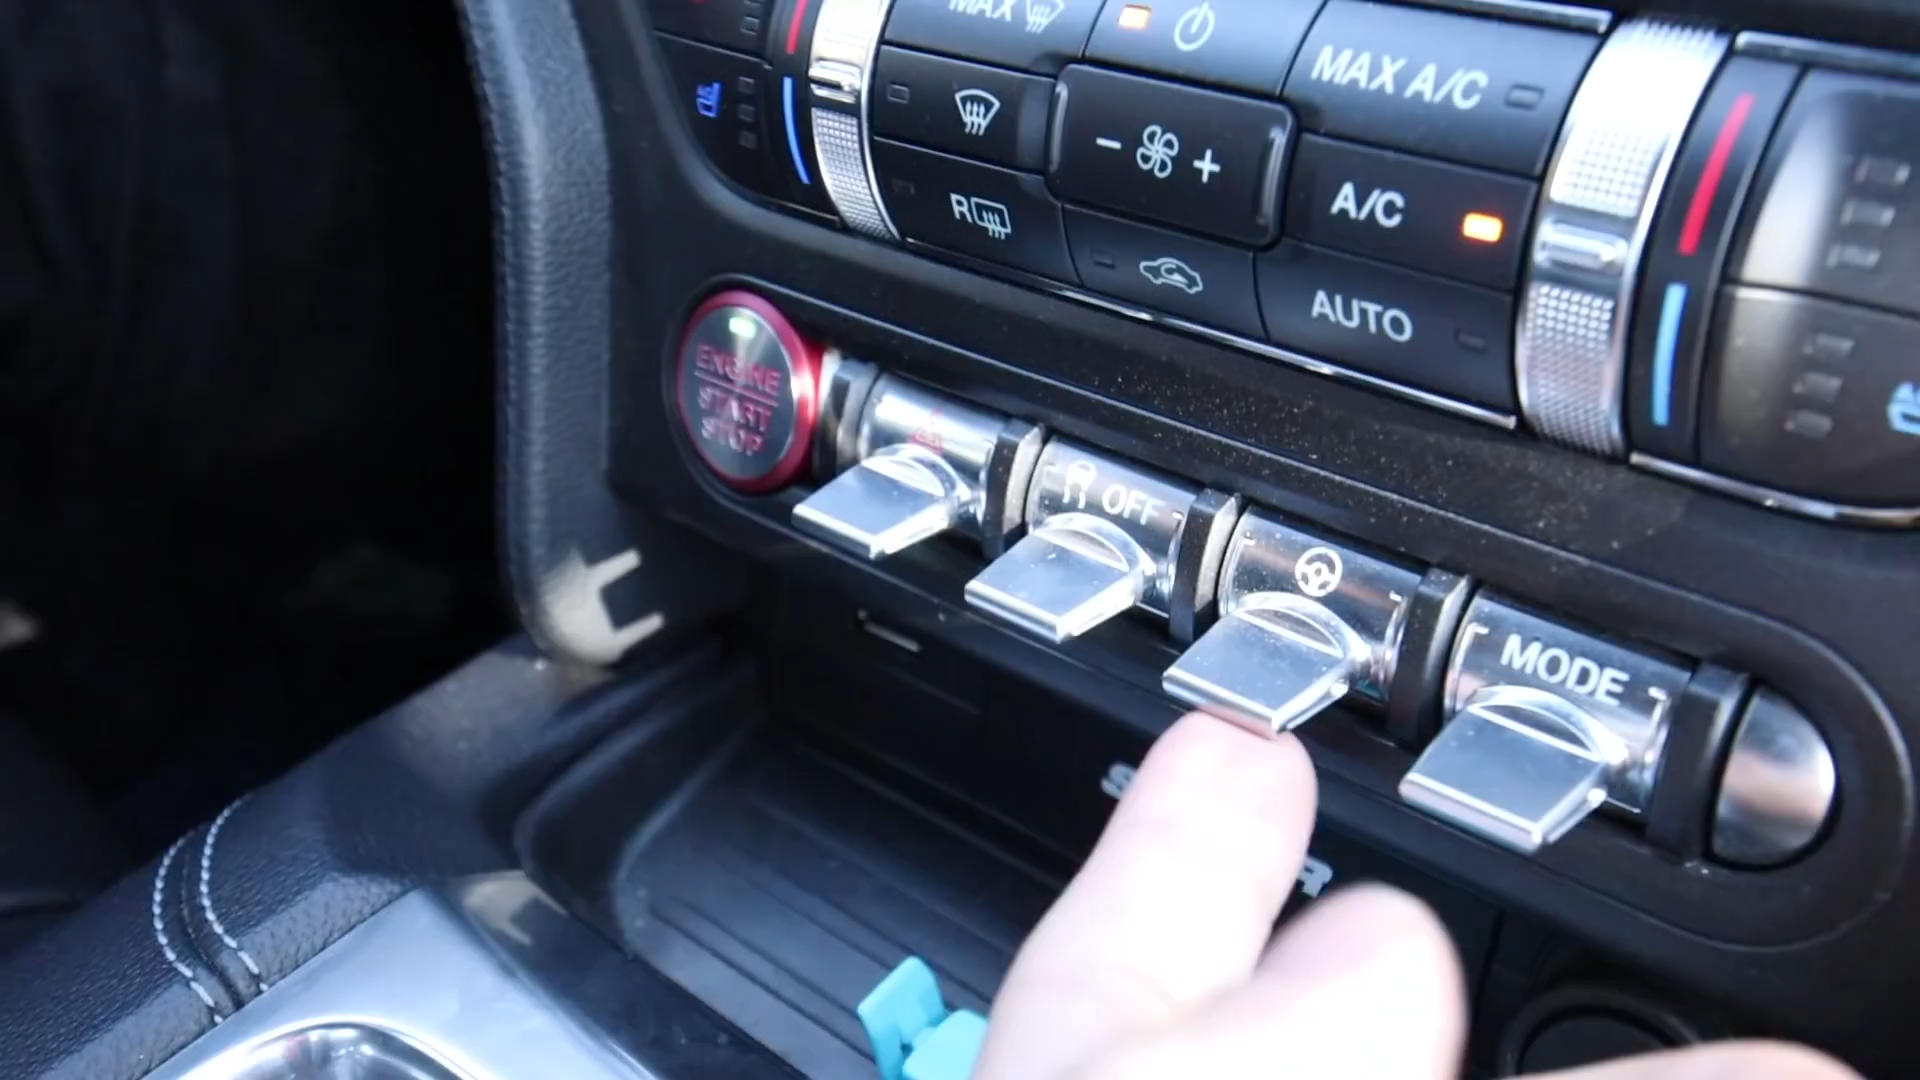 MAX
MAX A/C
- +
A/C
R
AUTO
ENGINE
START
STOP
OFF
MODE